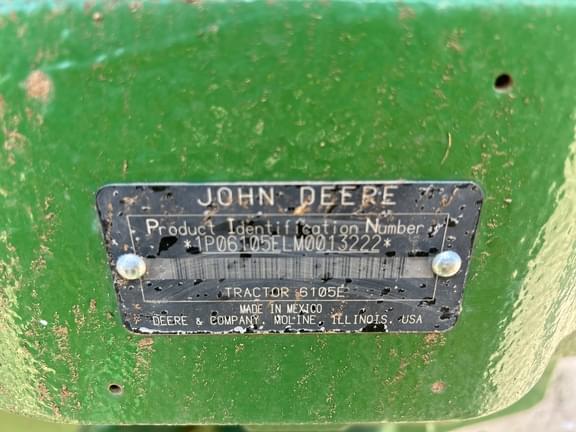 JOHN DEERE
Product Identification Number
*1P06105ELM0013222*
TRACTOR 6105E
MADE IN MEXICO
DEERE & COMPANY, MOLINE, ILLINOIS, USA